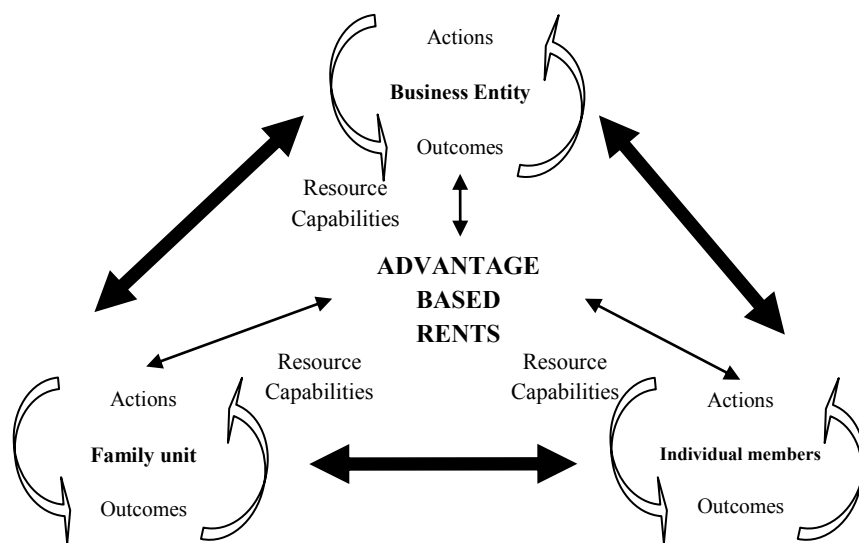 Actions
Business Entity
Outcomes
Resource
Capabilities
ADVANTAGE
BASED
RENTS
Resource
Capabilities
Resource
Capabilities
Actions
Family unit
Outcomes
Actions
Individual members
Outcomes